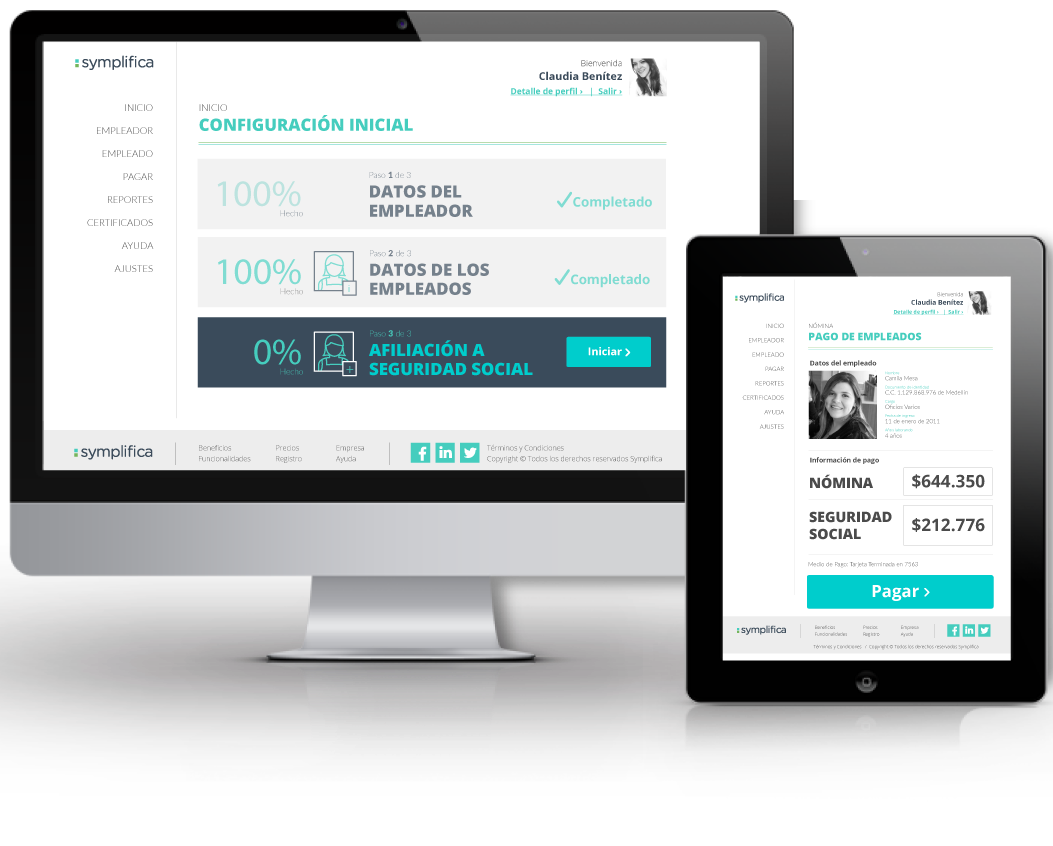 symplifica
Bienvenida
Claudia Benítez
Detalle de perfil › | Salir ›
INICIO
EMPLEADOR
EMPLEADO
PAGAR
REPORTES
CERTIFICADOS
AYUDA
AJUSTES
INICIO
CONFIGURACIÓN INICIAL
100%
Hecho
Paso 1 de 3
DATOS DEL
EMPLEADOR
Completado
100%
Hecho
Paso 2 de 3
DATOS DE LOS
EMPLEADOS
Completado
0%
Hecho
Paso 3 de 3
AFILIACIÓN A
SEGURIDAD SOCIAL
Iniciar ›
symplifica
Beneficios
Funcionalidades
Precios
Registro
Empresa
Ayuda
Términos y Condiciones
Copyright © Todos los derechos reservados Symplifica
symplifica
Bienvenida
Claudia Benítez
Detalle de perfil › | Salir ›
INICIO
EMPLEADOR
EMPLEADO
PAGAR
REPORTES
CERTIFICADOS
AYUDA
AJUSTES
NÓMINA
PAGO DE EMPLEADOS
Datos del empleado
Camila Mesa
C.C. 1.129.868.976 de Medellín
Oficios Varios
11 de enero de 2011
4 años
Información de pago
NÓMINA
$644.350
SEGURIDAD
SOCIAL
$212.776
Medio de Pago: Tarjeta Terminada en 7563
Pagar ›
symplifica
Beneficios
Funcionalidades
Precios
Registro
Empresa
Ayuda
Términos y Condiciones / Copyright © Todos los derechos reservados Symplifica